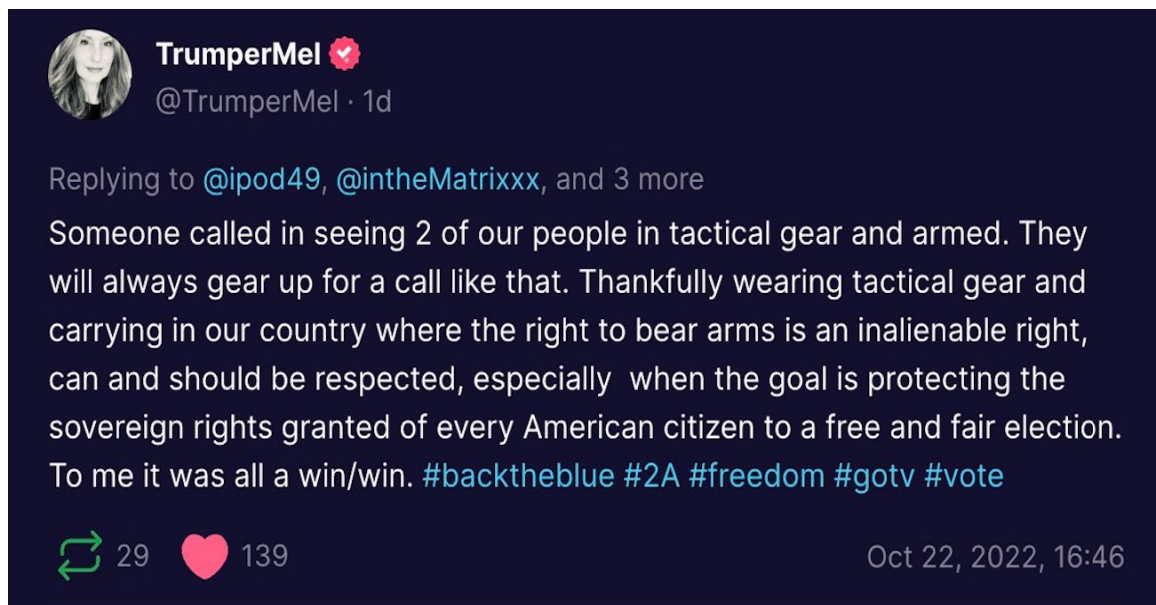 TrumperMel
@TrumperMel · 1d
Replying to @ipod49, @intheMatrixxx, and 3 more
Someone called in seeing 2 of our people in tactical gear and armed. They
will always gear up for a call like that. Thankfully wearing tactical gear and
carrying in our country where the right to bear arms is an inalienable right,
can and should be respected, especially  when the goal is protecting the
sovereign rights granted of every American citizen to a free and fair election.
To me it was all a win/win. #backtheblue #2A #freedom #gotv #vote
29 139 Oct 22, 2022, 16:46